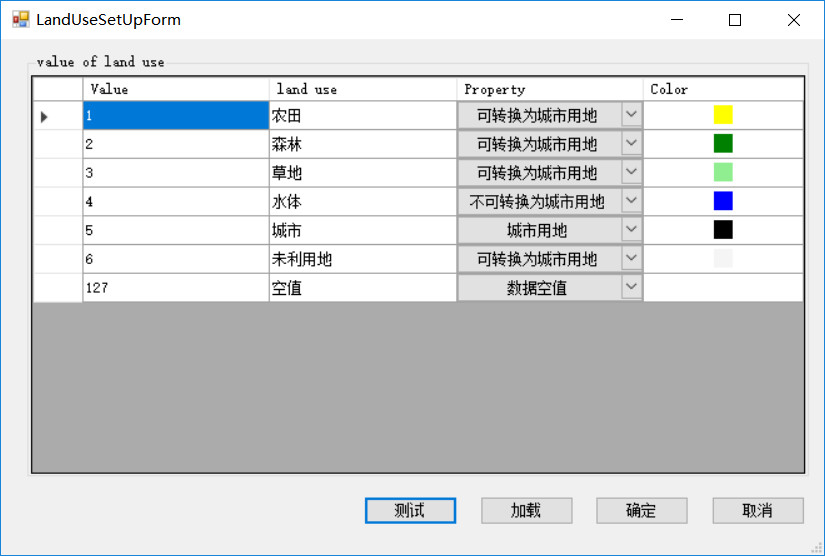 LandUseSetUpForm
value of land use
Value land use Property Color
1 农田 可转换为城市用地
2 森林 可转换为城市用地
3 草地 可转换为城市用地
4 水体 不可转换为城市用地
5 城市 城市用地
6 未利用地 可转换为城市用地
127 空值 数据空值
测试 加载 确定 取消